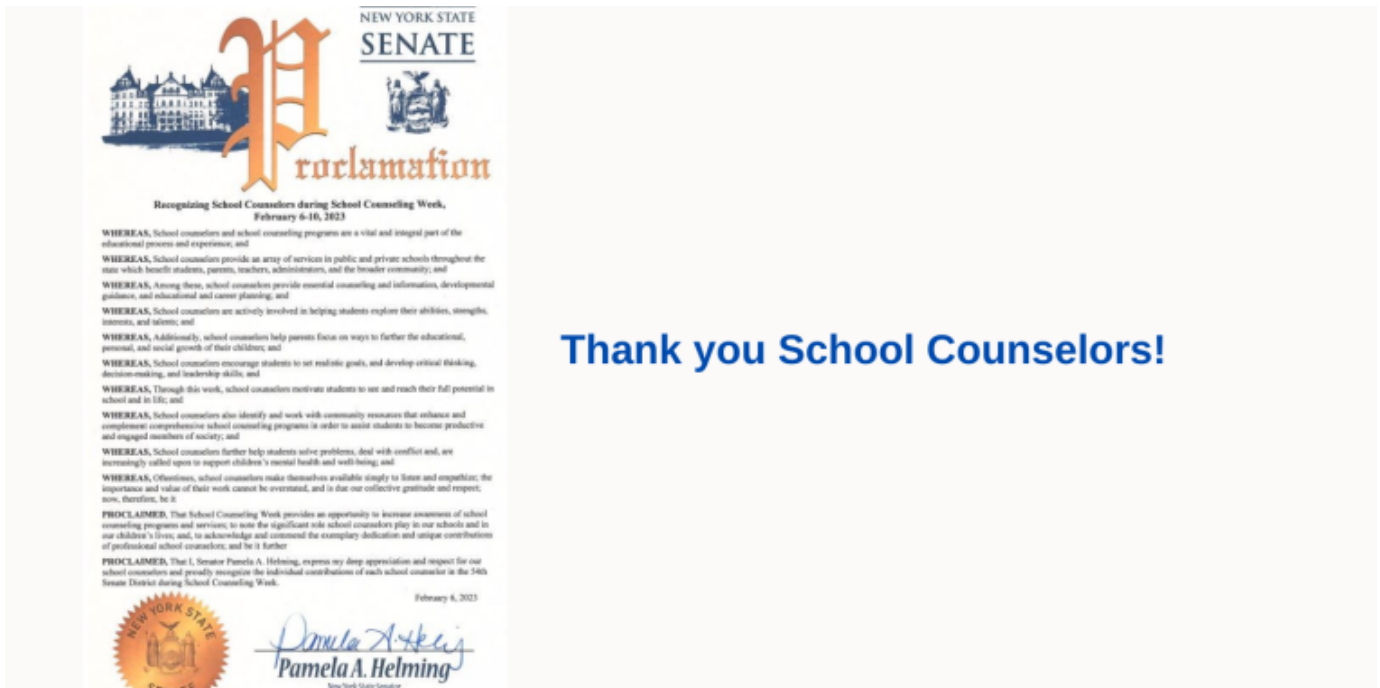 NEW YORK STATE
SENATE
Proclamation
Recognizing School Counselors during School Counseling Week,
February 6-10, 2023
WHEREAS, School counselors and school counseling programs are a vital and integral part of the
educational process and experience; and
WHEREAS, School counselors provide an array of services in public and private schools throughout the
state which benefit students, parents, teachers, administrators, and the broader community; and
WHEREAS, Among these, school counselors provide essential counseling and information, developmental
guidance, and educational and career planning; and
WHEREAS, School counselors are actively involved in helping students explore their abilities, strengths,
interests, and talents; and
WHEREAS, Additionally, school counselors help parents focus on ways to further the educational,
personal, and social growth of their children; and
WHEREAS, School counselors encourage students to set realistic goals, and develop critical thinking,
decision-making, and leadership skills; and
WHEREAS, Through this work, school counselors motivate students to see and reach their full potential in
school and in life; and
WHEREAS, School counselors also identify and work with community resources that enhance and
complement comprehensive school counseling programs in order to assist students to become productive
and engaged members of society; and
WHEREAS, School counselors further help students solve problems, deal with conflict and, are
increasingly called upon to support children's mental health and well-being; and
WHEREAS, Oftentimes, school counselors make themselves available simply to listen and empathize; the
importance and value of their work cannot be overstated, and is due our collective gratitude and respect;
now, therefore, be it
PROCLAIMED, That School Counseling Week provides an opportunity to increase awareness of school
counseling programs and services; to note the significant role school counselors play in our schools and in
our children's lives; and, to acknowledge and commend the exemplary dedication and unique contributions
of professional school counselors; and be it further
PROCLAIMED, That I, Senator Pamela A. Helming, express my deep appreciation and respect for our
school counselors and proudly recognize the individual contributions of each school counselor in the 54th
Senate District during School Counseling Week.
February 6, 2023
NEW YORK STATE
SENATE
Pamela A. Helming
New York State Senator
Thank you School Counselors!